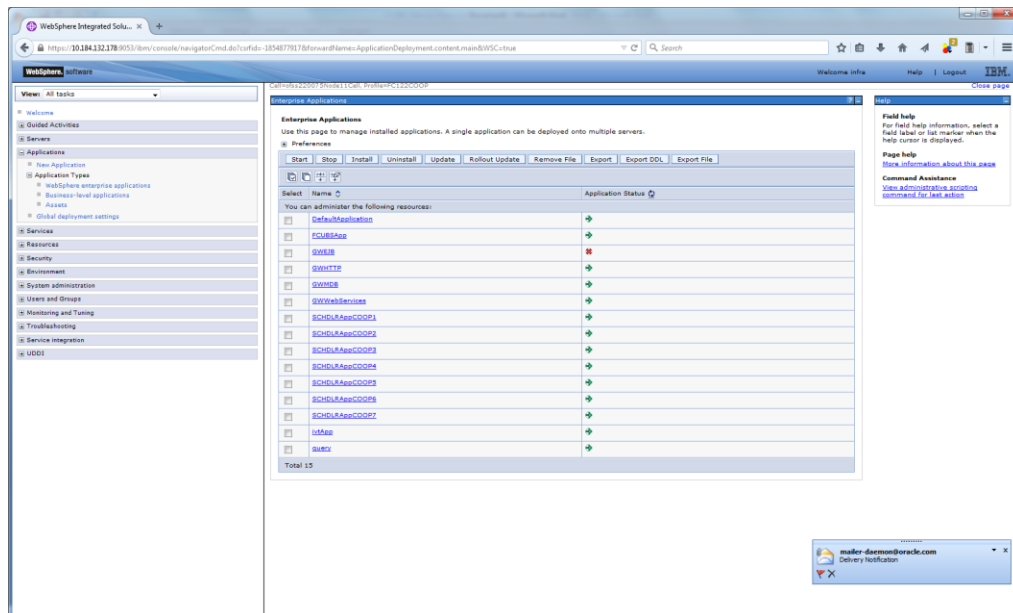 WebSphere Integrated Solu... × +
https://10.184.132.178:9053/ibm/console/navigatorCmd.do?curfid=-1854877917&forwardName=ApplicationDeployment.content.main&WSC=true
Search
WebSphere. software
Welcome infra
Help | Logout
IBM.
View: All tasks
Welcome
Guided Activities
Servers
Applications
New Application
Application Types
WebSphere enterprise applications
Business-level applications
Assets
Global deployment settings
Services
Resources
Security
Environment
System administration
Users and Groups
Monitoring and Tuning
Troubleshooting
Service integration
UDDI
Close page
Enterprise Applications
Enterprise Applications
Use this page to manage installed applications. A single application can be deployed onto multiple servers.
Preferences
Start Stop Install Uninstall Update Rollout Update Remove File Export Export DDL Export File
Select Name Application Status
You can administer the following resources:
DefaultApplication
FCUBSApp
GWEJB
GWHTTP
GWMDB
GWWebServices
SCHDLRAppCOOP1
SCHDLRAppCOOP2
SCHDLRAppCOOP3
SCHDLRAppCOOP4
SCHDLRAppCOOP5
SCHDLRAppCOOP6
SCHDLRAppCOOP7
ivtApp
query
Total 15
Help
Field help
For field help information, select a
field label or list marker when the
help cursor is displayed.
Page help
More information about this page
Command Assistance
View administrative scripting
command for last action
mailer-daemon@oracle.com
Delivery Notification